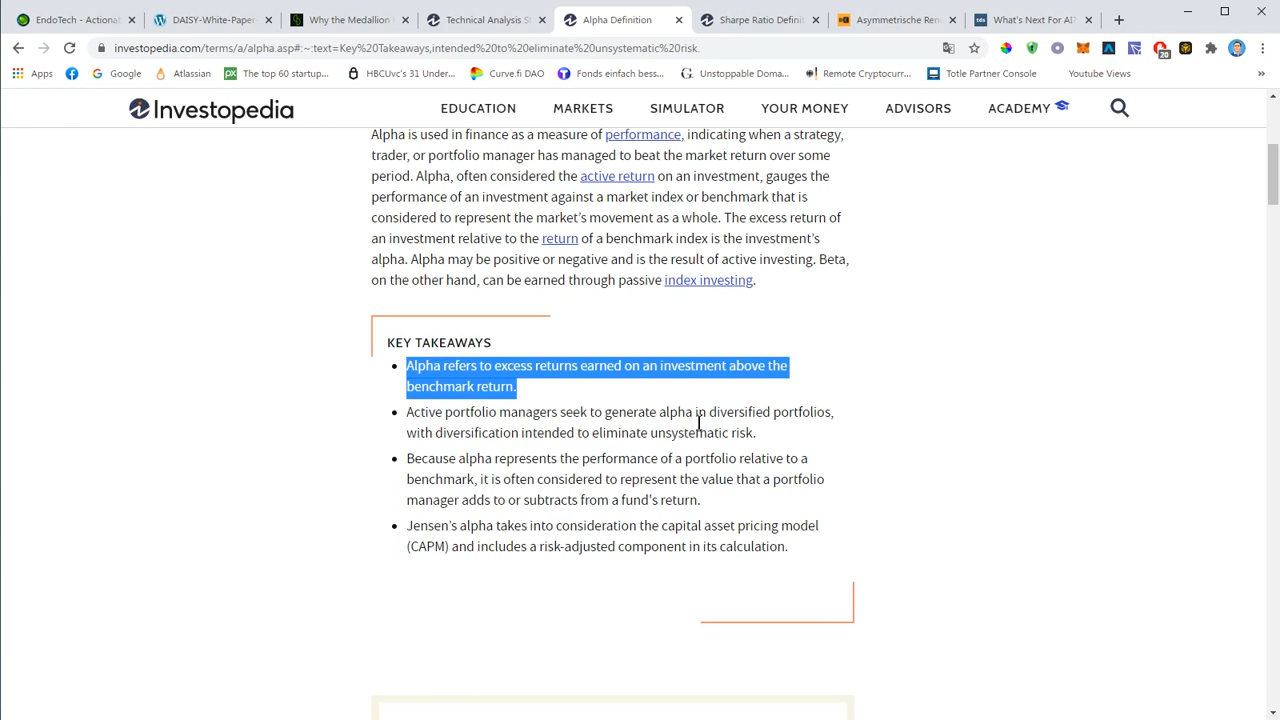 EndoTech - Actional
DAISY-White-Paper-
Why the Medallion I
Technical Analysis S
Alpha Definition
Sharpe Ratio Defini
Asymmetrische Ren
What's Next For AI?
investopedia.com/terms/a/alpha.asp#:~:text=Key%20Takeaways,intended%20to%20eliminate%20unsystematic%20risk.
20
Apps
Google
Atlassian
The top 60 startup...
HBCUvc's 31 Under...
Curve.fi DAO
Fonds einfach bess...
Unstoppable Doma...
Remote Cryptocurr...
Totle Partner Console
Youtube Views
»
Investopedia
EDUCATION
MARKETS
SIMULATOR
YOUR MONEY
ADVISORS
ACADEMY
Alpha is used in finance as a measure of performance, indicating when a strategy,
trader, or portfolio manager has managed to beat the market return over some
period. Alpha, often considered the active return on an investment, gauges the
performance of an investment against a market index or benchmark that is
considered to represent the market's movement as a whole. The excess return of
an investment relative to the return of a benchmark index is the investment's
alpha. Alpha may be positive or negative and is the result of active investing. Beta,
on the other hand, can be earned through passive index investing.
KEY TAKEAWAYS
Alpha refers to excess returns earned on an investment above the
benchmark return.
Active portfolio managers seek to generate alpha in diversified portfolios,
with diversification intended to eliminate unsystematic risk.
Because alpha represents the performance of a portfolio relative to a
benchmark, it is often considered to represent the value that a portfolio
manager adds to or subtracts from a fund's return.
Jensen's alpha takes into consideration the capital asset pricing model
(CAPM) and includes a risk-adjusted component in its calculation.